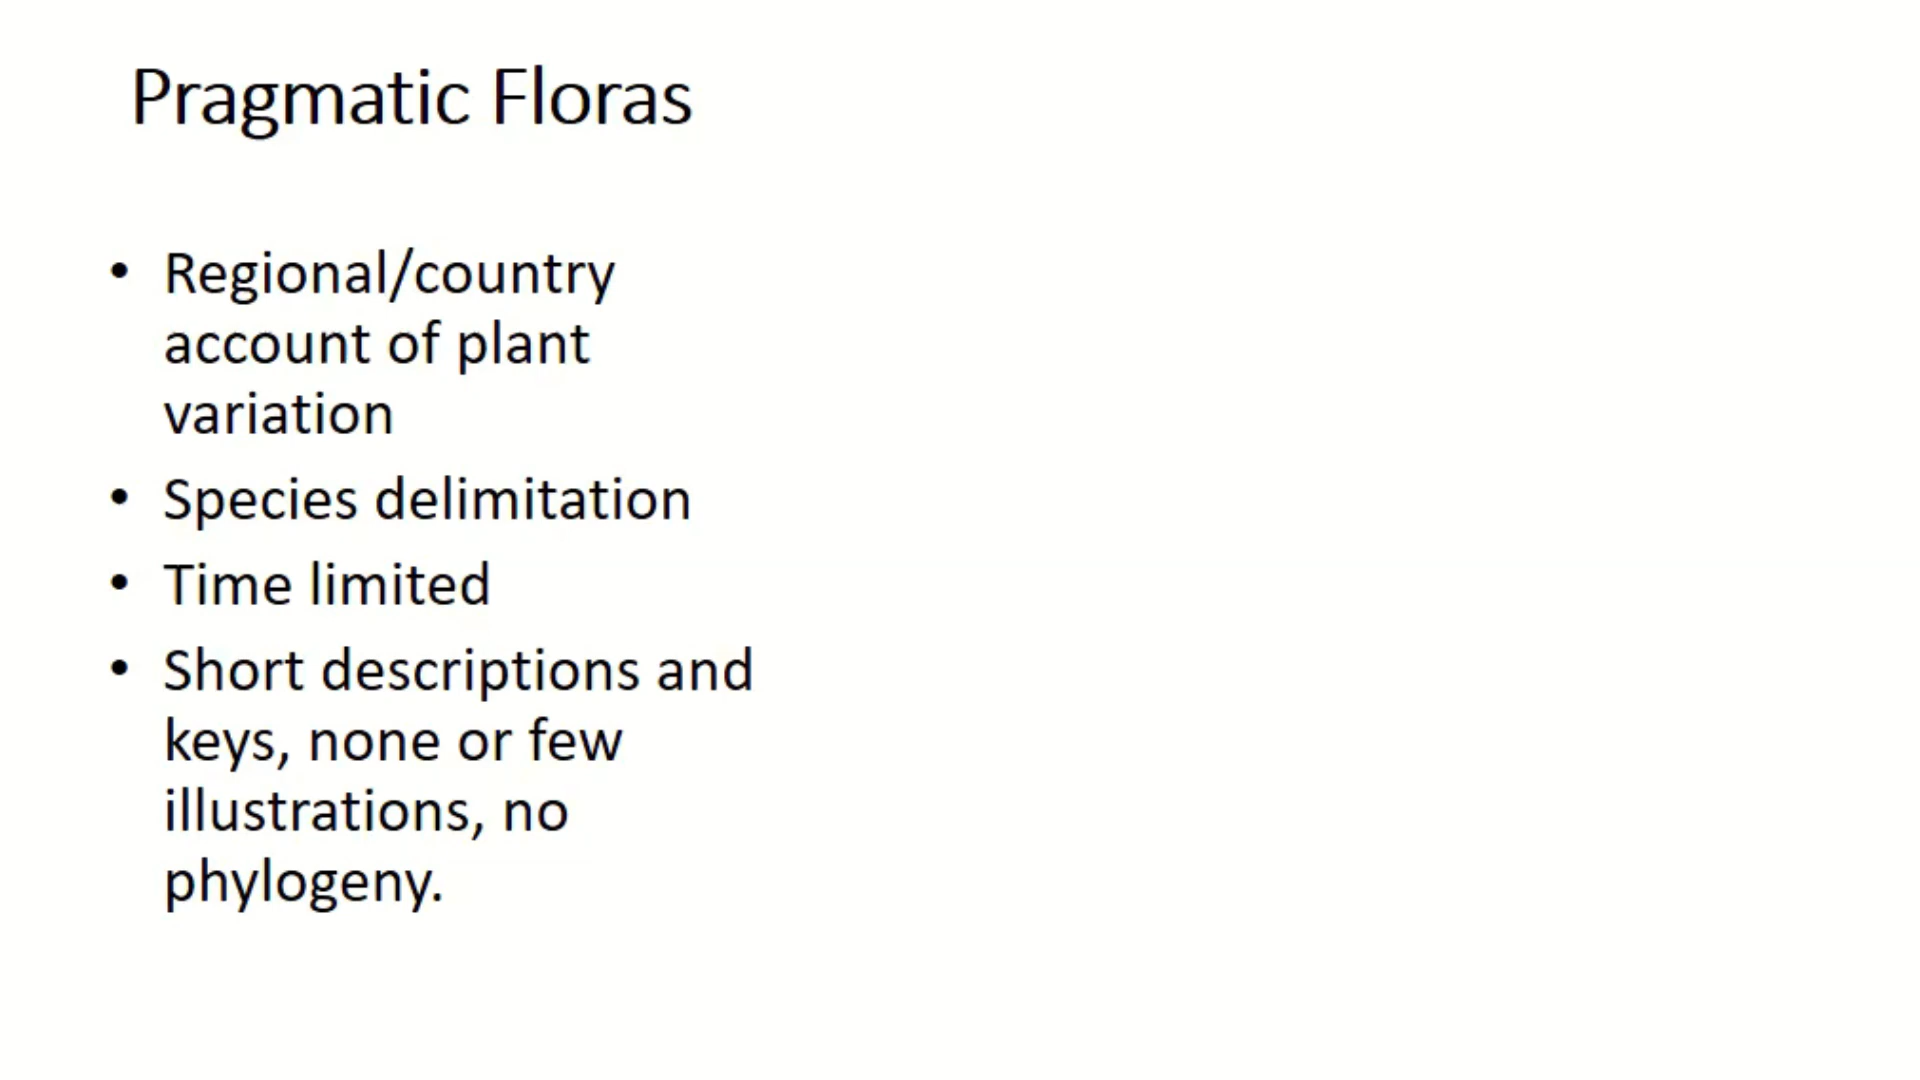 Pragmatic Floras
• Regional/country
account of plant
variation
• Species delimitation
• Time limited
• Short descriptions and
keys, none or few
illustrations, no
phylogeny.